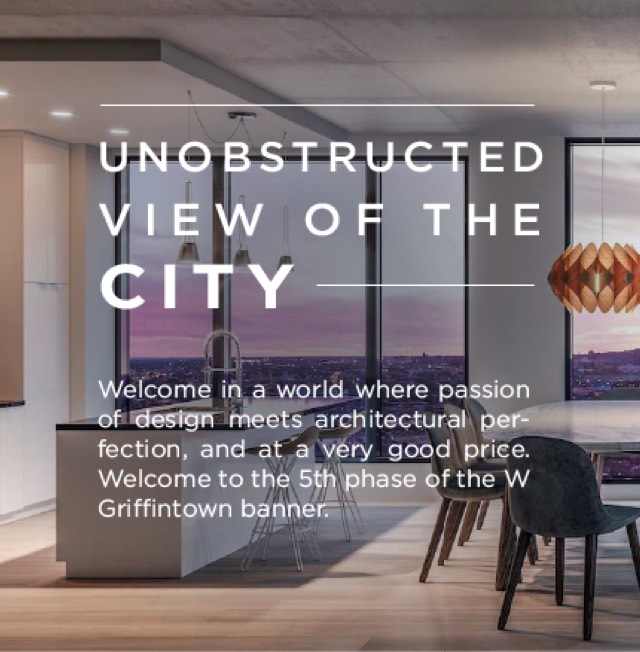 UNOBSTRUCTED
VIEW OF THE
CITY
Welcome in a world where passion
of design meets architectural per-
fection, and at a very good price.
Welcome to the 5th phase of the W
Griffintown banner.